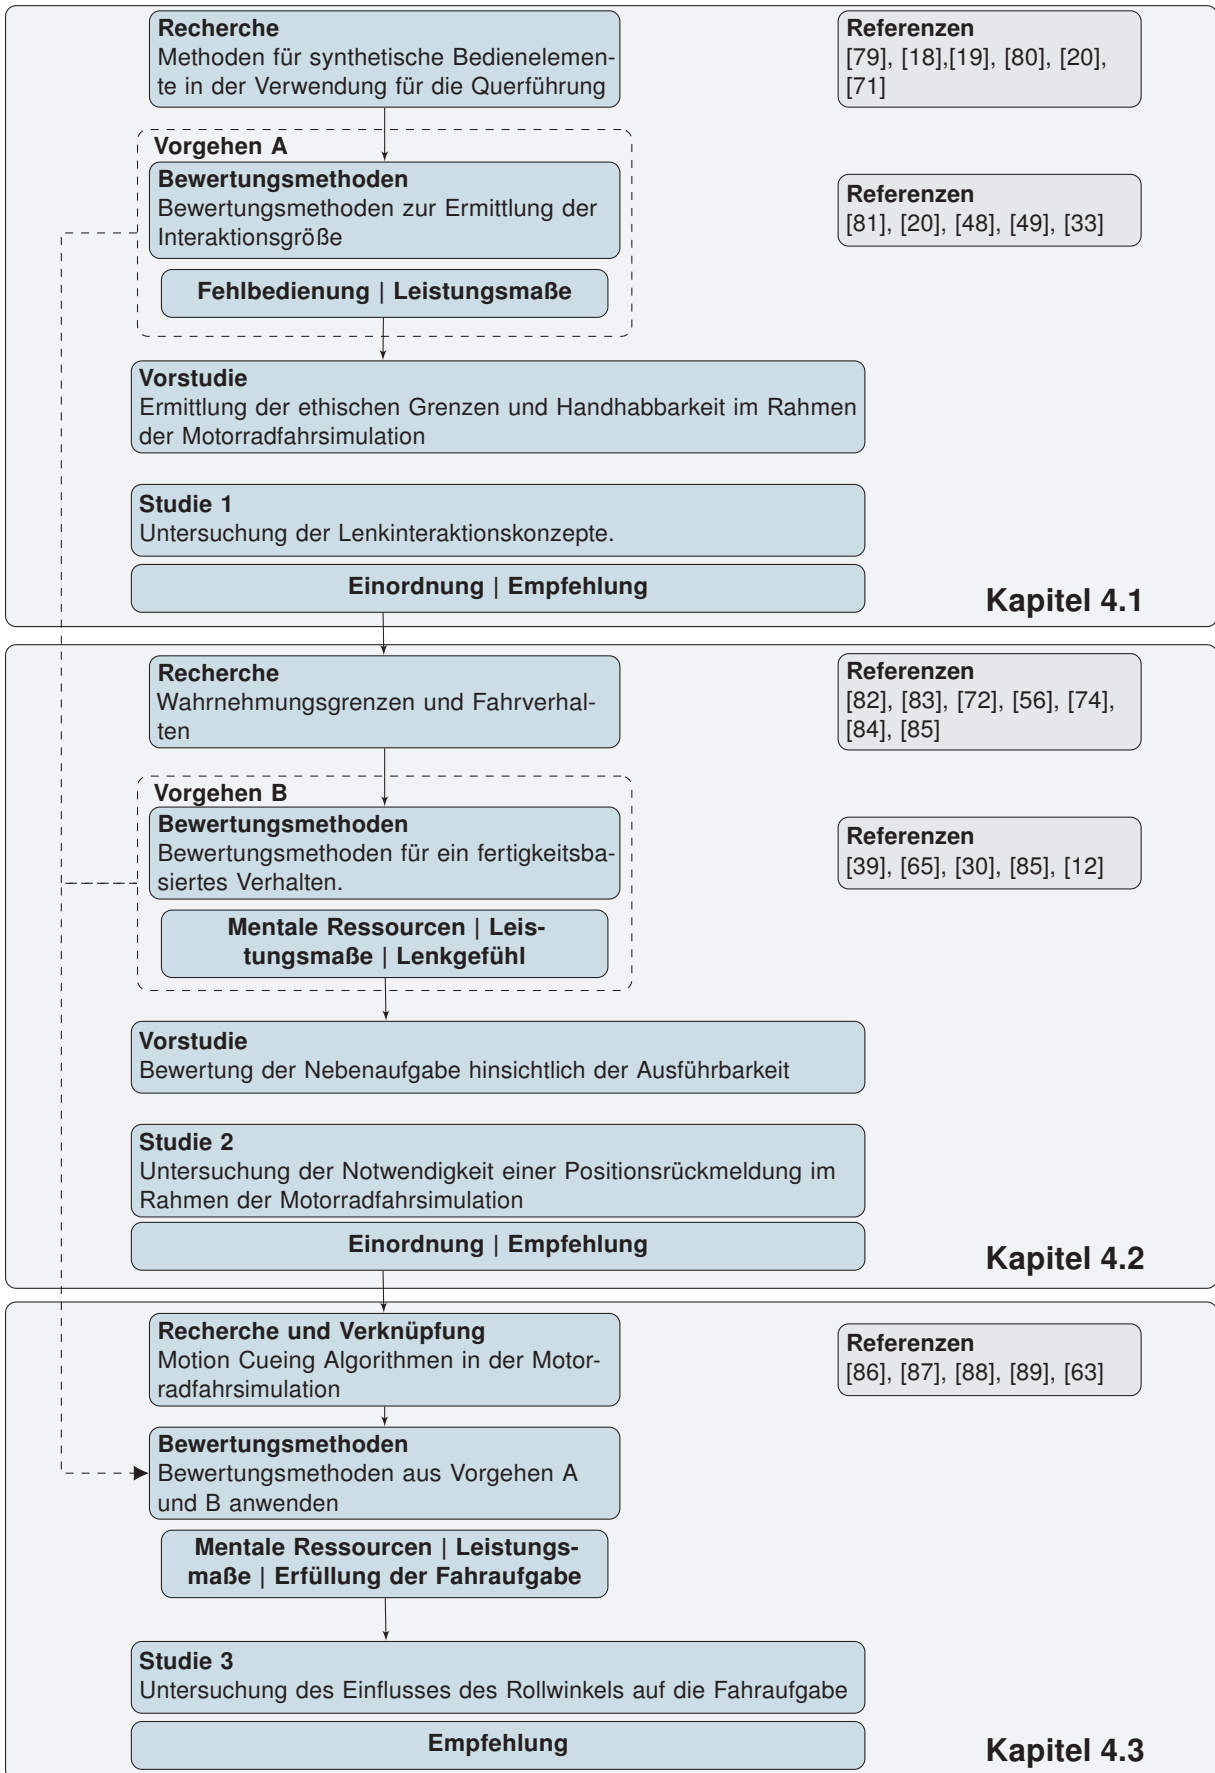 Recherche
Methoden für synthetische Bedienelemen-
te in der Verwendung für die Querführung
Referenzen
[79], [18],[19], [80], [20],
[71]
Vorgehen A
Bewertungsmethoden
Bewertungsmethoden zur Ermittlung der
Interaktionsgröße
Referenzen
[81], [20], [48], [49], [33]
Fehlbedienung | Leistungsmaße
Vorstudie
Ermittlung der ethischen Grenzen und Handhabbarkeit im Rahmen
der Motorradfahrsimulation
Studie 1
Untersuchung der Lenkinteraktionskonzepte.
Einordnung | Empfehlung
Kapitel 4.1
Recherche
Wahrnehmungsgrenzen und Fahrverhal-
ten
Referenzen
[82], [83], [72], [56], [74],
[84], [85]
Vorgehen B
Bewertungsmethoden
Bewertungsmethoden für ein fertigkeitsba-
siertes Verhalten.
Referenzen
[39], [65], [30], [85], [12]
Mentale Ressourcen | Leis-
tungsmaße | Lenkgefühl
Vorstudie
Bewertung der Nebenaufgabe hinsichtlich der Ausführbarkeit
Studie 2
Untersuchung der Notwendigkeit einer Positionsrückmeldung im
Rahmen der Motorradfahrsimulation
Einordnung | Empfehlung
Kapitel 4.2
Recherche und Verknüpfung
Motion Cueing Algorithmen in der Motor-
radfahrsimulation
Referenzen
[86], [87], [88], [89], [63]
Bewertungsmethoden
Bewertungsmethoden aus Vorgehen A
und B anwenden
Mentale Ressourcen | Leistungs-
maße | Erfüllung der Fahraufgabe
Studie 3
Untersuchung des Einflusses des Rollwinkels auf die Fahraufgabe
Empfehlung
Kapitel 4.3